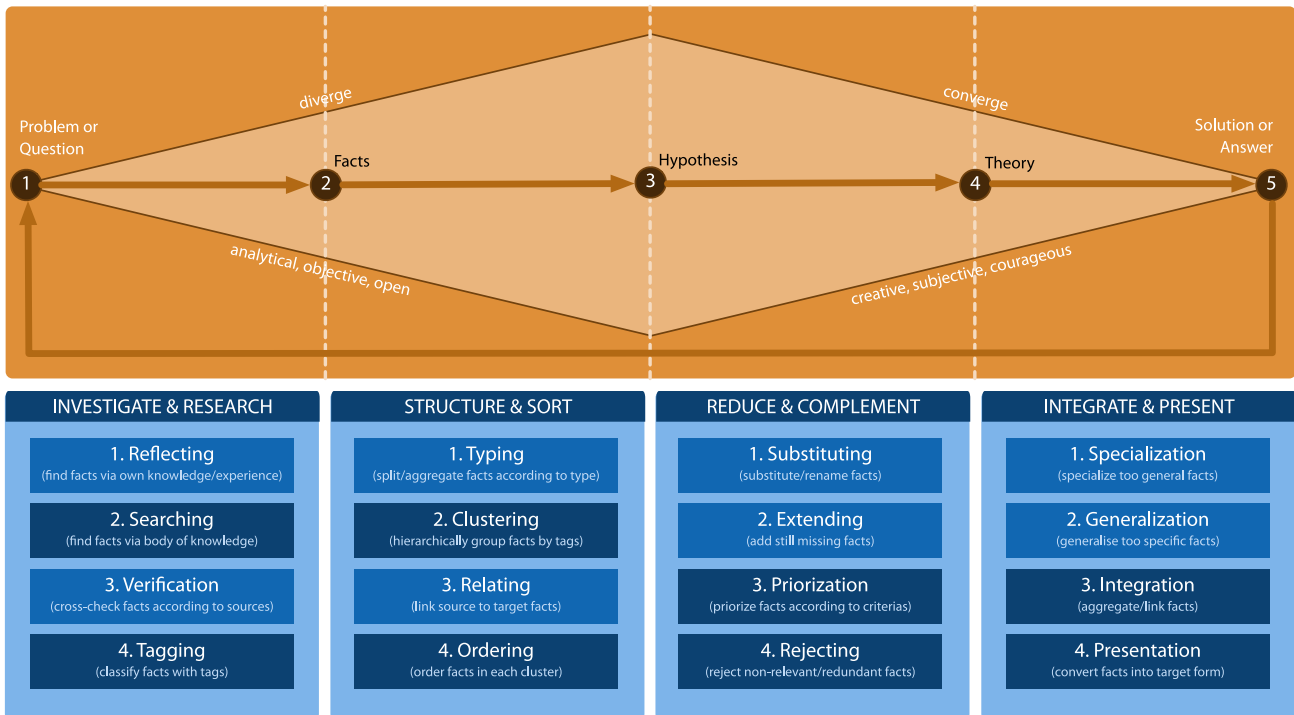 diverge
converge
Problem or
Question
Solution or
Answer
Facts
Hypothesis
Theory
1
2
3
4
5
analytical, objective, open
creative, subjective, courageous
INVESTIGATE & RESEARCH
1. Reflecting
(find facts via own knowledge/experience)
2. Searching
(find facts via body of knowledge)
3. Verification
(cross-check facts according to sources)
4. Tagging
(classify facts with tags)
STRUCTURE & SORT
1. Typing
(split/aggregate facts according to type)
2. Clustering
(hierarchically group facts by tags)
3. Relating
(link source to target facts)
4. Ordering
(order facts in each cluster)
REDUCE & COMPLEMENT
1. Substituting
(substitute/rename facts)
2. Extending
(add still missing facts)
3. Priorization
(priorize facts according to criterias)
4. Rejecting
(reject non-relevant/redundant facts)
INTEGRATE & PRESENT
1. Specialization
(specialize too general facts)
2. Generalization
(generalise too specific facts)
3. Integration
(aggregate/link facts)
4. Presentation
(convert facts into target form)